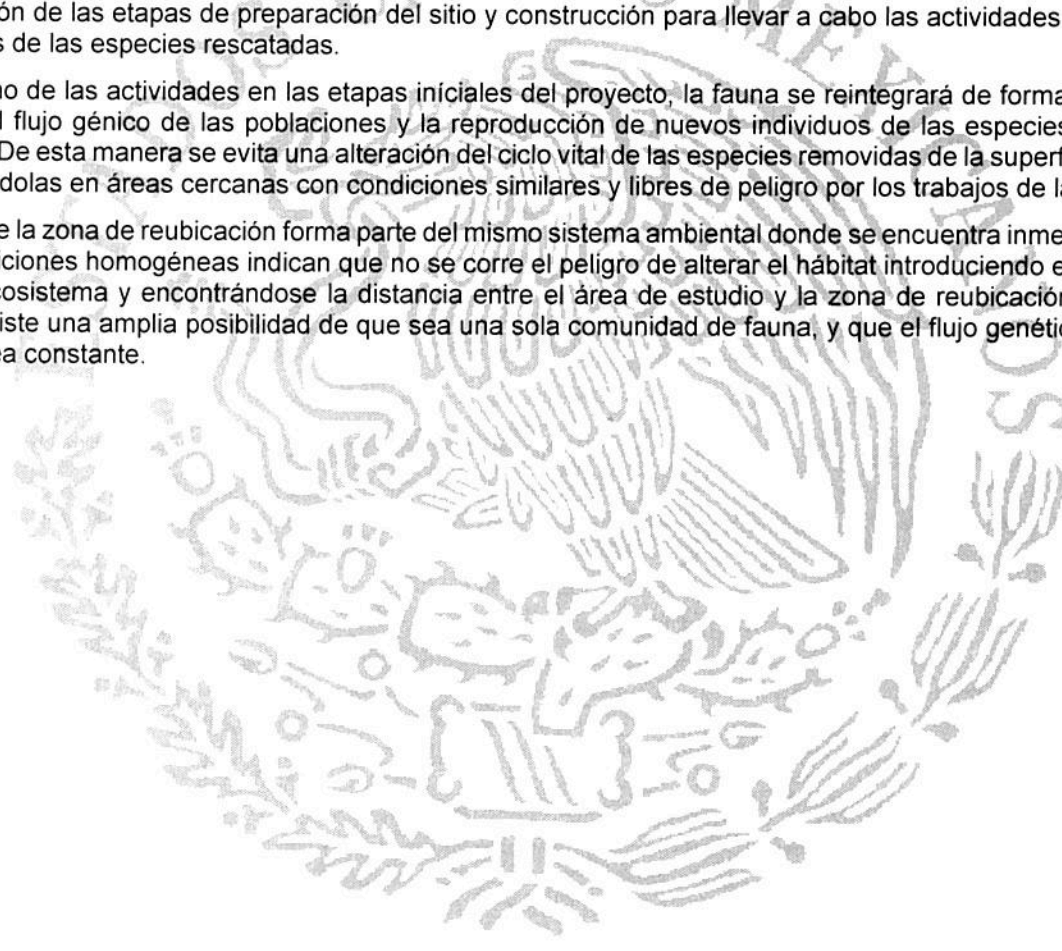 ón de las etapas de preparación del sitio y construcción para llevar a cabo las actividades
s de las especies rescatadas.
no de las actividades en las etapas iníciales del proyecto, la fauna se reintegrará de forma
l flujo génico de las poblaciones y la reproducción de nuevos individuos de las especies
De esta manera se evita una alteración del ciclo vital de las especies removidas de la superf
dolas en áreas cercanas con condiciones similares y libres de peligro por los trabajos de la
e la zona de reubicación forma parte del mismo sistema ambiental donde se encuentra inme
iciones homogéneas indican que no se corre el peligro de alterar el hábitat introduciendo e
cosistema y encontrándose la distancia entre el área de estudio y la zona de reubicación
iste una amplia posibilidad de que sea una sola comunidad de fauna, y que el flujo genétic
ea constante.